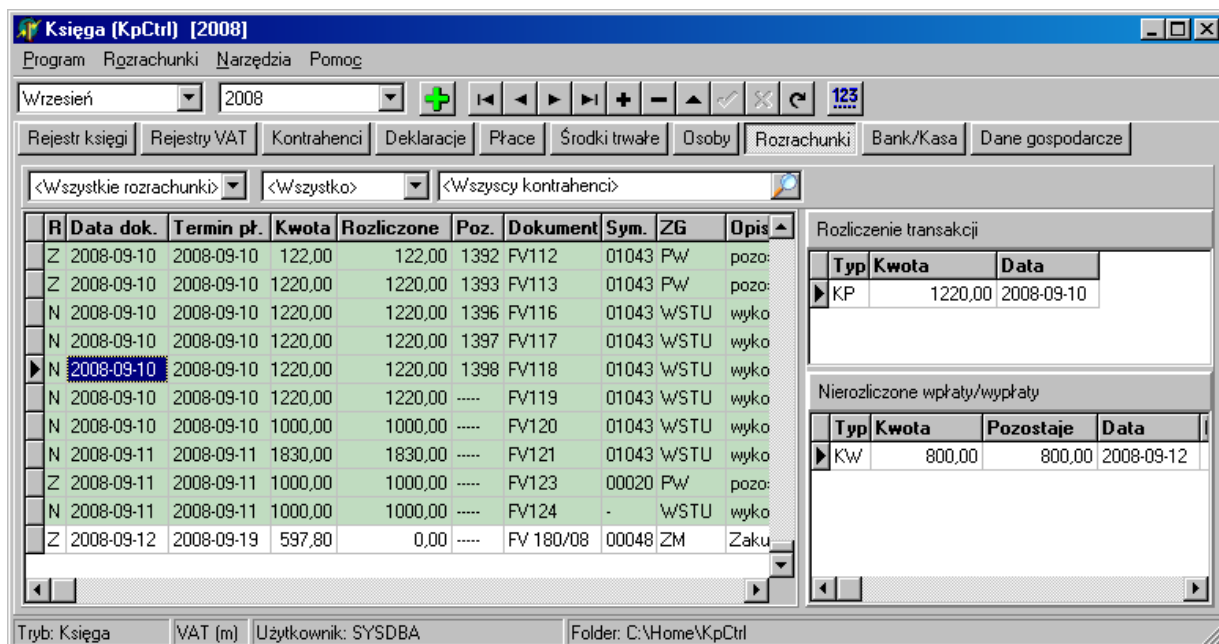 Księga (KpCtrl) [2008]
Program Rozrachunki Narzędzia Pomoc
Wrzesień 2008 123
Rejestr księgi Rejestry VAT Kontrahenci Deklaracje Płace Środki trwałe Osoby Rozrachunki Bank/Kasa Dane gospodarcze
<Wszystkie rozrachunki> <Wszystko> <Wszyscy kontrahenci>
R Data dok. Termin pł. Kwota Rozliczone Poz. Dokument Sym. ZG Opis
Z 2008-09-10 2008-09-10 122,00 122,00 1392 FV112 01043 PW pozo
Z 2008-09-10 2008-09-10 1220,00 1220,00 1393 FV113 01043 PW pozo
N 2008-09-10 2008-09-10 1220,00 1220,00 1396 FV116 01043 WSTU wyko
N 2008-09-10 2008-09-10 1220,00 1220,00 1397 FV117 01043 WSTU wyko
N 2008-09-10 2008-09-10 1220,00 1220,00 1398 FV118 01043 WSTU wyko
N 2008-09-10 2008-09-10 1220,00 1220,00 ----- FV119 01043 WSTU wyko
N 2008-09-10 2008-09-10 1000,00 1000,00 ----- FV120 01043 WSTU wyko
N 2008-09-11 2008-09-11 1830,00 1830,00 ----- FV121 01043 WSTU wyko
Z 2008-09-11 2008-09-11 1000,00 1000,00 ----- FV123 00020 PW pozo
N 2008-09-11 2008-09-11 1000,00 1000,00 ----- FV124 - WSTU wyko
Z 2008-09-12 2008-09-19 597,80 0,00 ----- FV 180/08 00048 ZM Zaku
Rozliczenie transakcji
Typ Kwota Data
KP 1220,00 2008-09-10
Nierozliczone wpłaty/wypłaty
Typ Kwota Pozostaje Data
KW 800,00 800,00 2008-09-12
Tryb: Księga VAT (m) Użytkownik: SYSDBA Folder: C:\Home\KpCtrl